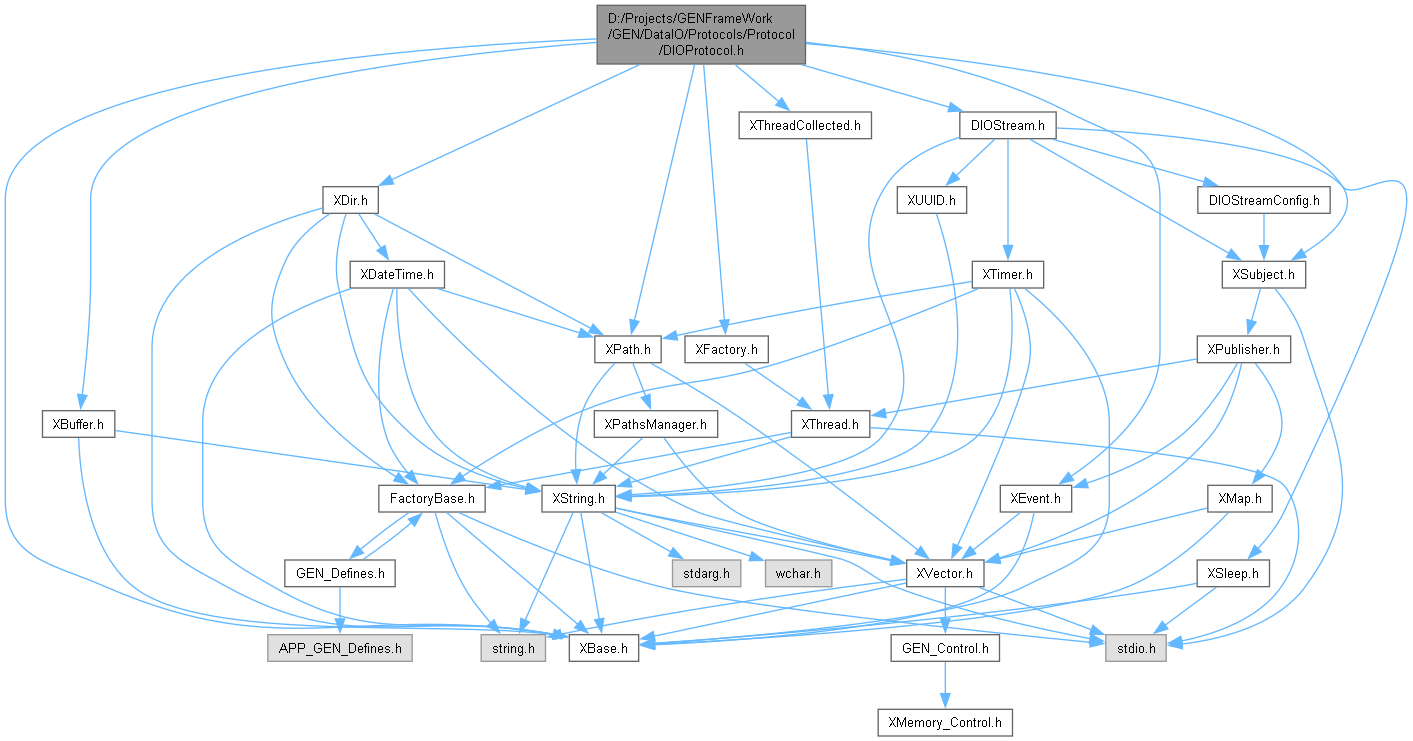 D:/Projects/GENFrameWork
/GEN/DataIO/Protocols/Protocol
/DIOProtocol.h
XThreadCollected.h
DIOStream.h
XDir.h
XUUID.h
DIOStreamConfig.h
XDateTime.h
XTimer.h
XSubject.h
XPath.h
XFactory.h
XPublisher.h
XBuffer.h
XPathsManager.h
XThread.h
FactoryBase.h
XString.h
XEvent.h
XMap.h
GEN_Defines.h
stdarg.h
wchar.h
XVector.h
XSleep.h
APP_GEN_Defines.h
string.h
XBase.h
GEN_Control.h
stdio.h
XMemory_Control.h